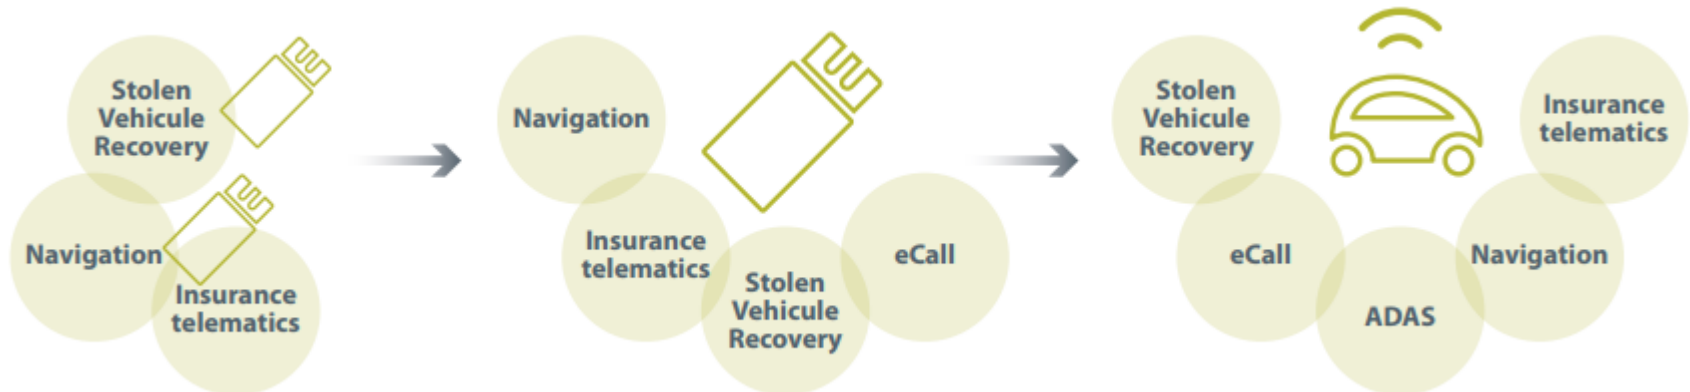 Stolen
Vehicule
Recovery
Navigation
Insurance
telematics
Navigation
Insurance
telematics
Stolen
Vehicule
Recovery
eCall
Stolen
Vehicule
Recovery
eCall
ADAS
Navigation
Insurance
telematics